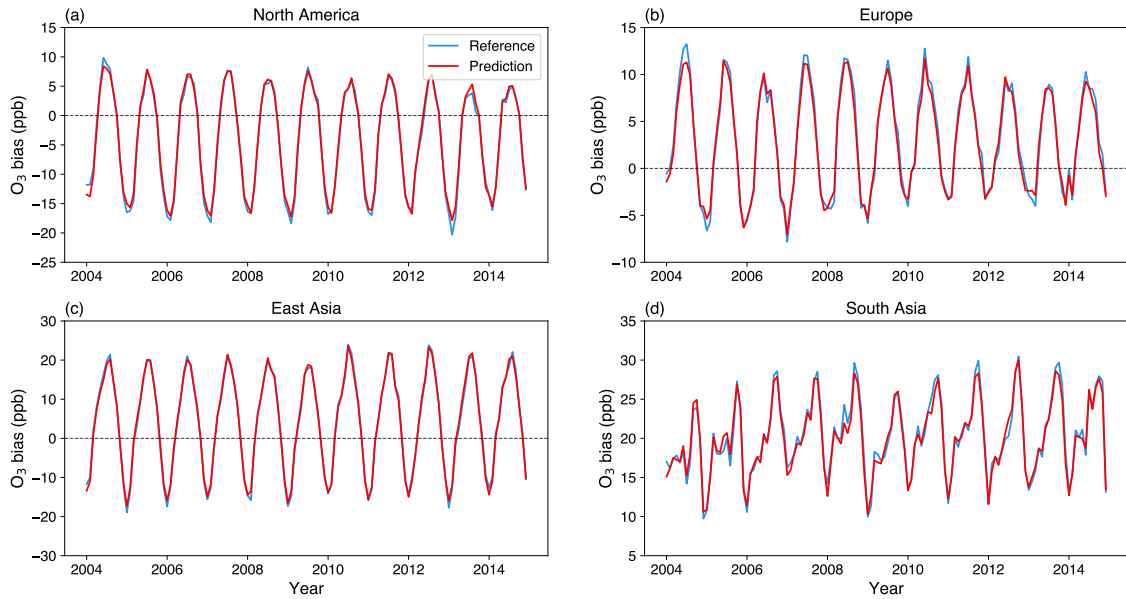 (a) North America
15
10
5
0
−5
−10
−15
−20
−25
O3 bias (ppb)
Reference
Prediction
2004 2006 2008 2010 2012 2014
(b) Europe
15
10
5
0
−5
−10
O3 bias (ppb)
2004 2006 2008 2010 2012 2014
(c) East Asia
30
20
10
0
−10
−20
−30
O3 bias (ppb)
2004 2006 2008 2010 2012 2014
Year
(d) South Asia
35
30
25
20
15
10
5
O3 bias (ppb)
2004 2006 2008 2010 2012 2014
Year